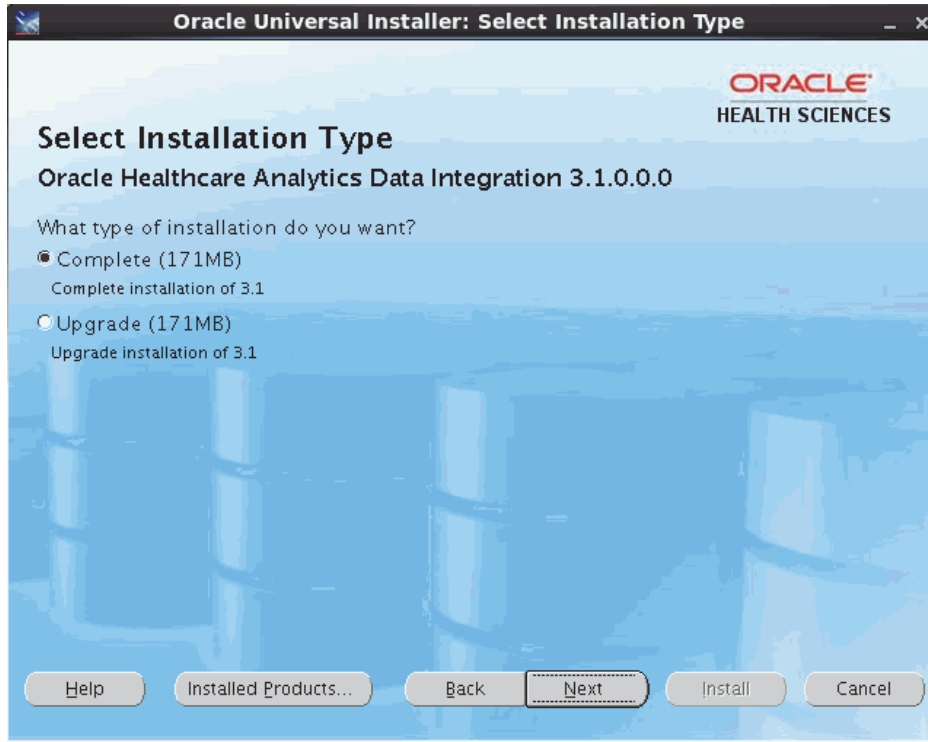 Oracle Universal Installer: Select Installation Type
ORACLE
HEALTH SCIENCES
Select Installation Type
Oracle Healthcare Analytics Data Integration 3.1.0.0.0
What type of installation do you want?
Complete (171MB)
Complete installation of 3.1
Upgrade (171MB)
Upgrade installation of 3.1
Help Installed Products... Back Next Install Cancel